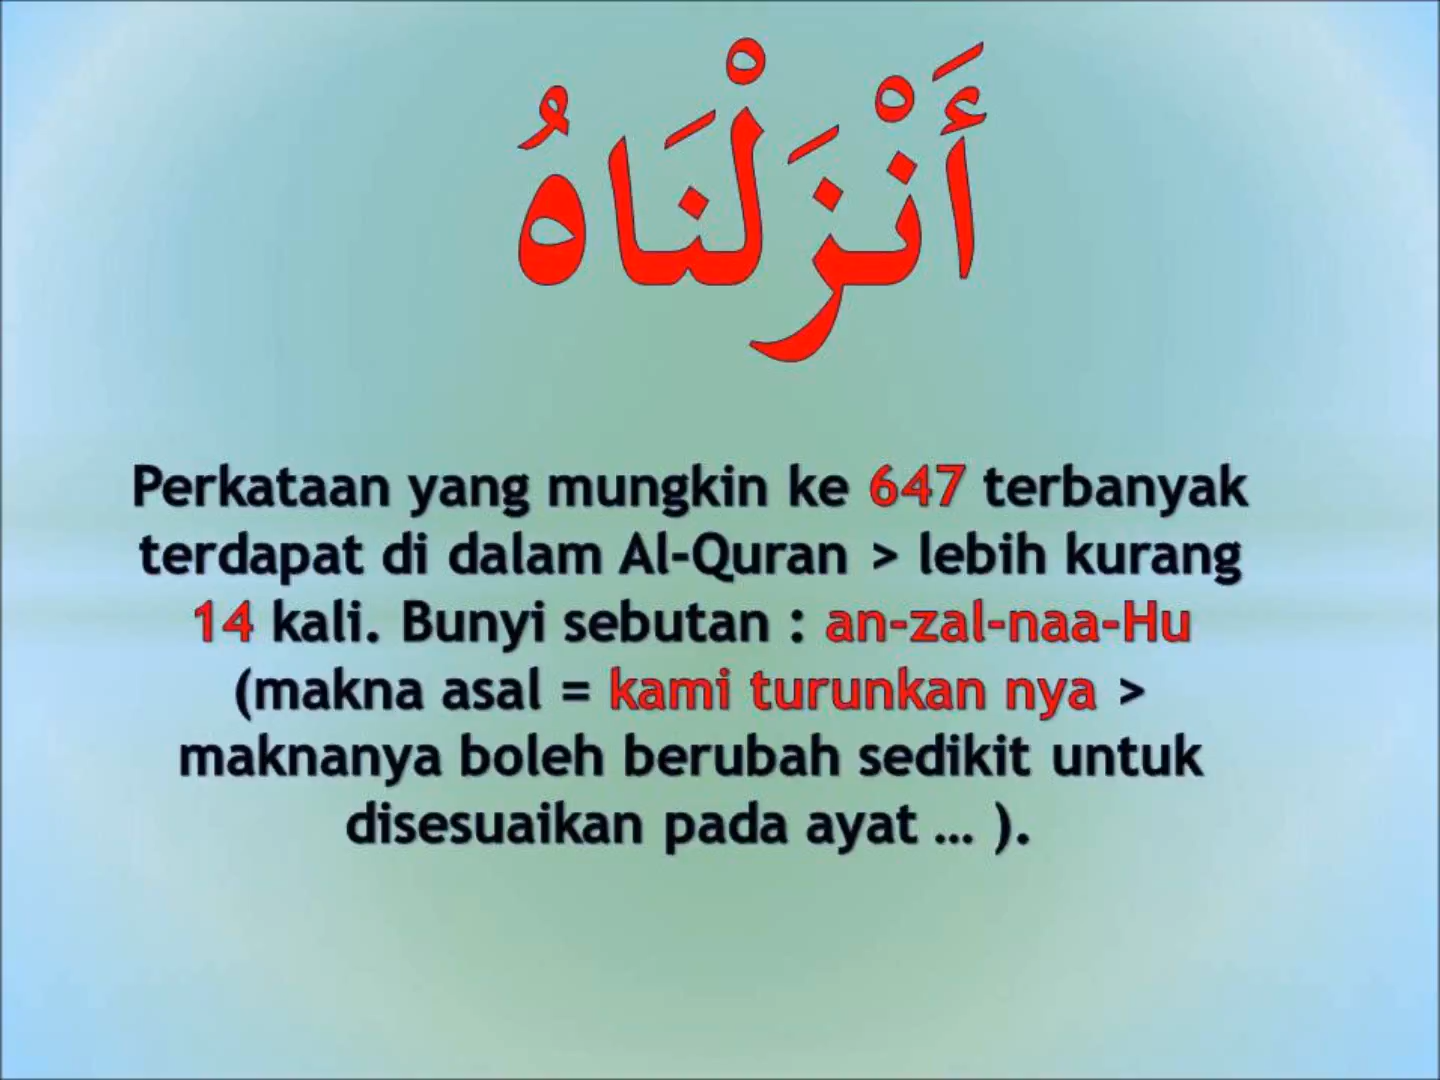 أَنْزَلْنَاهُ
Perkataan yang mungkin ke 647 terbanyak
terdapat di dalam Al-Quran > lebih kurang
14 kali. Bunyi sebutan : an-zal-naa-Hu
(makna asal = kami turunkan nya >
maknanya boleh berubah sedikit untuk
disesuaikan pada ayat ... ).